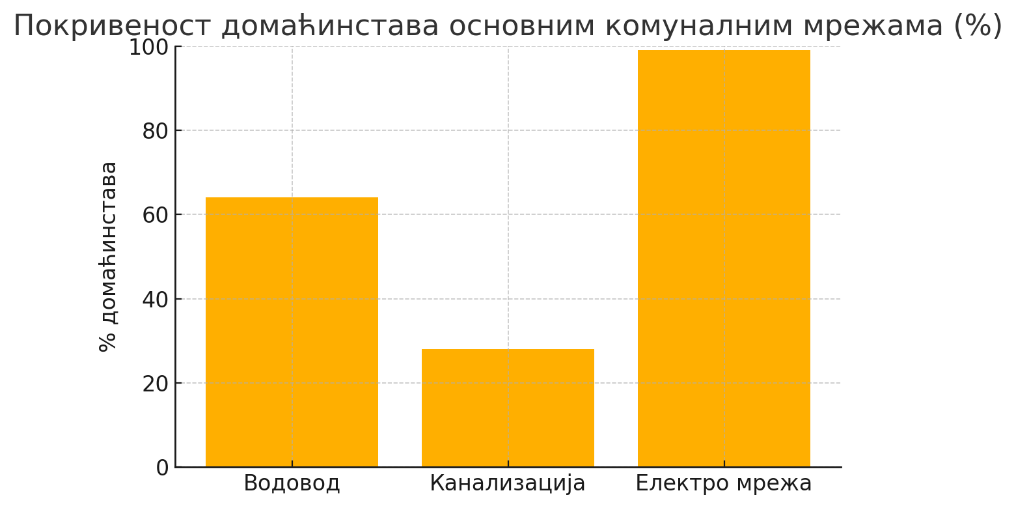 Покривеност домаћинстава основним комуналним мрежама (%)
100
80
60
40
20
0
% домаћинстава
Водовод Канализација Електро мрежа